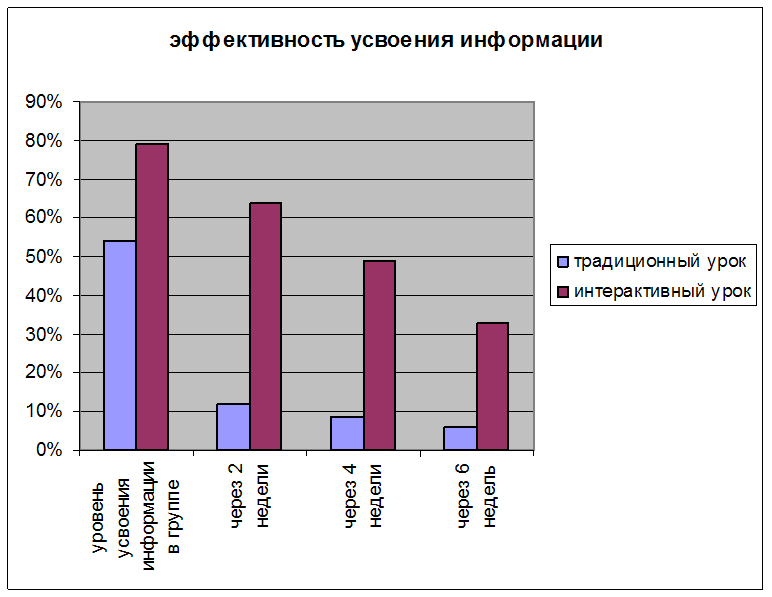 эффективность усвоения информации
90%
80%
70%
60%
50%
40%
30%
20%
10%
0%
уровень
усвоения
информации
в группе
через 2
недели
через 4
недели
через 6
недель
традиционный урок
интерактивный урок